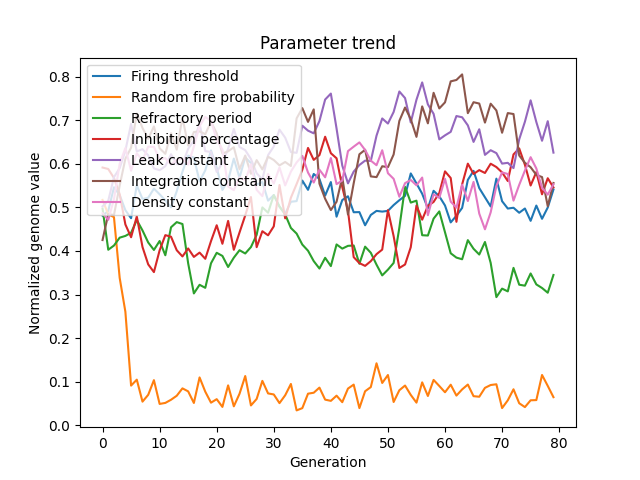 Parameter trend
Firing threshold
Random fire probability
Refractory period
Inhibition percentage
Leak constant
Integration constant
Density constant
Normalized genome value
0.8
0.7
0.6
0.5
0.4
0.3
0.2
0.1
0.0
0 10 20 30 40 50 60 70 80
Generation